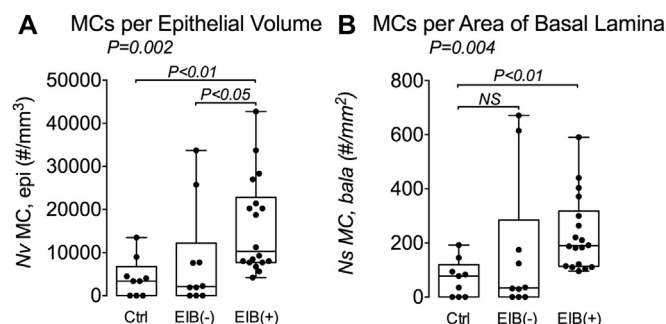 A MCs per Epithelial Volume
P=0.002
P<0.01
P<0.05
Nv MC, epi (#/mm³)
50000
40000
30000
20000
10000
0
Ctrl EIB(-) EIB(+)
B MCs per Area of Basal Lamina
P=0.004
P<0.01
NS
Ns MC, bala (#/mm²)
800
600
400
200
0
Ctrl EIB(-) EIB(+)